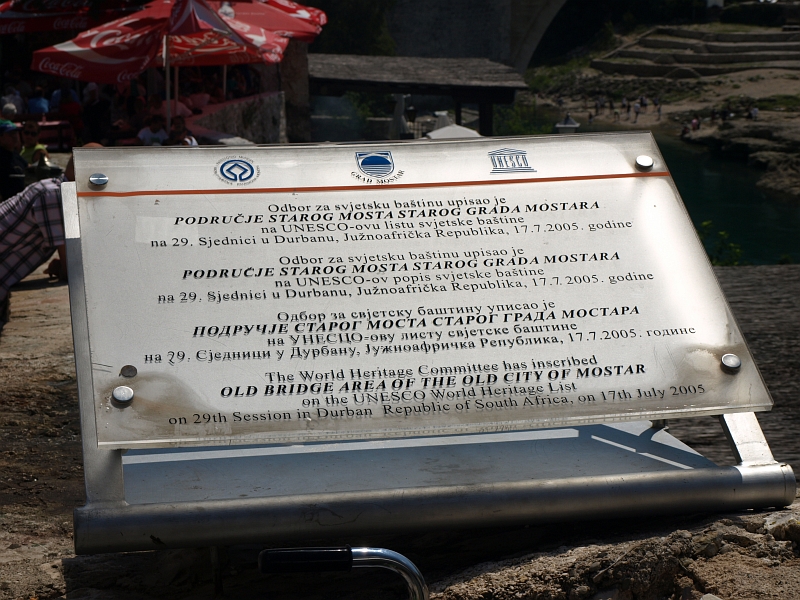 Coca-Cola
Coca-Cola
GRAD MOSTAR
UNESCO
Odbor za svjetsku baštinu upisao je
PODRUČJE STAROG MOSTA STAROG GRADA MOSTARA
na UNESCO-ovu listu svjetske baštine
na 29. Sjednici u Durbanu, Južnoafrička Republika, 17.7.2005. godine
Odbor za svjetsku baštinu upisao je
PODRUČJE STAROG MOSTA STAROG GRADA MOSTARA
na UNESCO-ov popis svjetske baštine
na 29. Sjednici u Durbanu, Južnoafrička Republika, 17.7.2005. godine
Одбор за свјетску баштину уписао је
ПОДРУЧЈЕ СТАРОГ МОСТА СТАРОГ ГРАДА МОСТАРА
на УНЕСЦО-ову листу свјетске баштине
на 29. Сједници у Дурбану, Јужноафричка Република, 17.7.2005. године
The World Heritage Committee has inscribed
OLD BRIDGE AREA OF THE OLD CITY OF MOSTAR
on the UNESCO World Heritage List
on 29th Session in Durban Republic of South Africa, on 17th July 2005